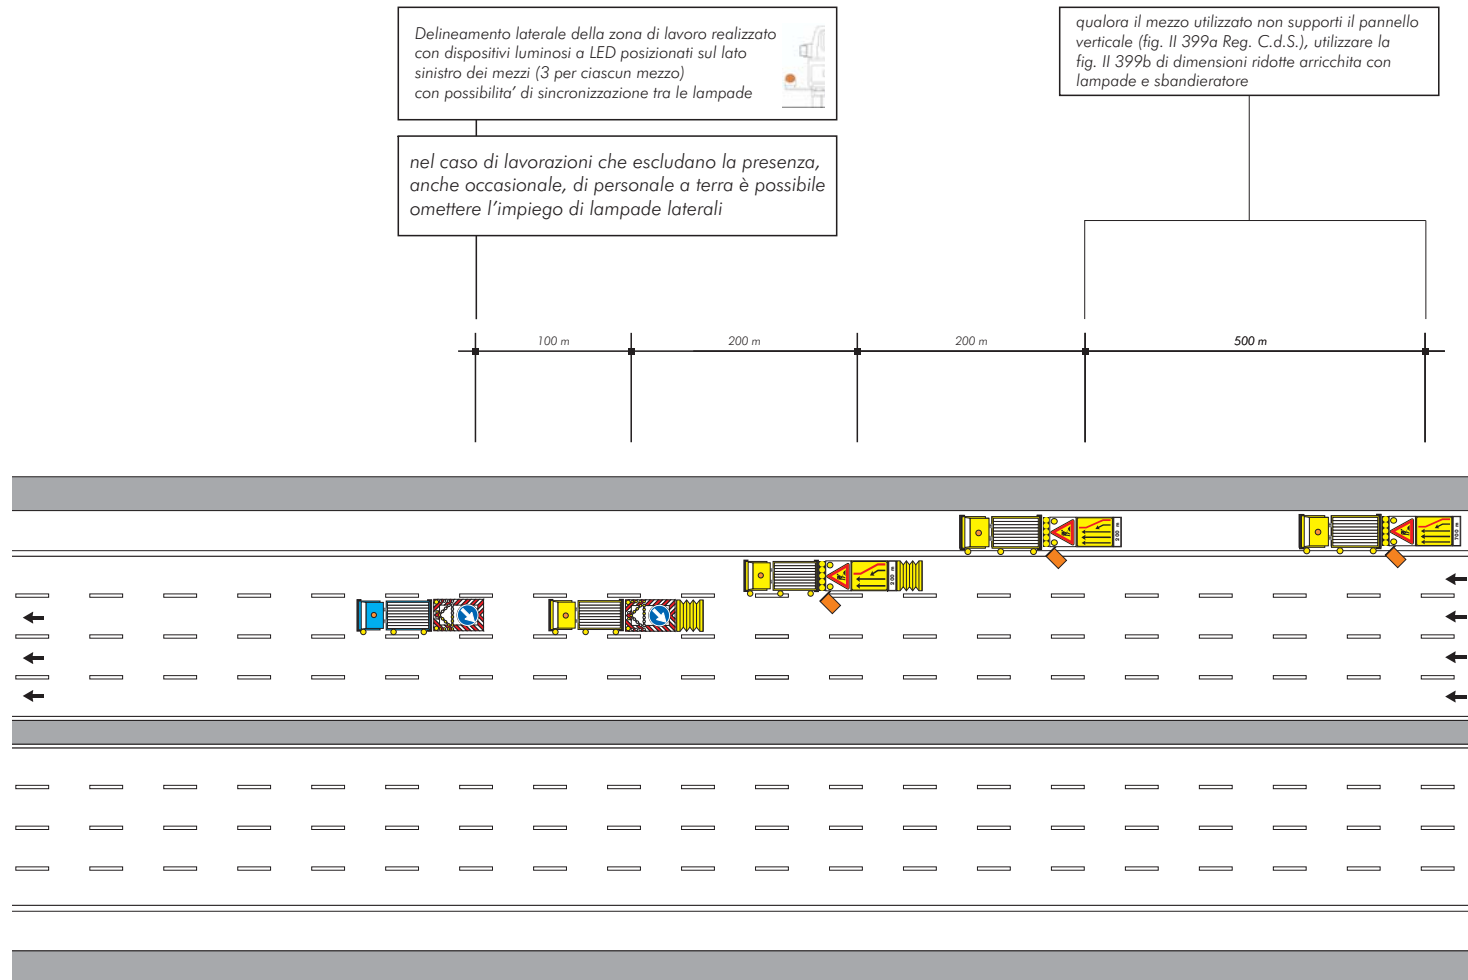 Delineamento laterale della zona di lavoro realizzato
con dispositivi luminosi a LED posizionati sul lato
sinistro dei mezzi (3 per ciascun mezzo)
con possibilita' di sincronizzazione tra le lampade
nel caso di lavorazioni che escludano la presenza,
anche occasionale, di personale a terra è possibile
omettere l'impiego di lampade laterali
qualora il mezzo utilizzato non supporti il pannello
verticale (fig. II 399a Reg. C.d.S.), utilizzare la
fig. II 399b di dimensioni ridotte arricchita con
lampade e sbandieratore
100 m
200 m
200 m
500 m
200 m
700 m
200 m